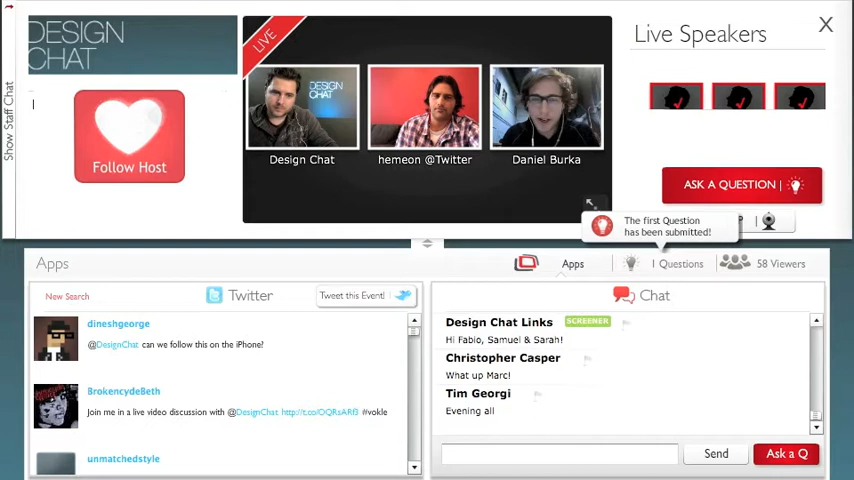 Show Staff Chat
DESIGN
CHAT
Follow Host
LIVE
DESIGN
CHAT
Design Chat
hemeon @Twitter
Daniel Burka
Live Speakers
X
ASK A QUESTION |
The first Question
has been submitted!
Apps
Apps
1 Questions
58 Viewers
New Search
Twitter
Tweet this Event!
dineshgeorge
@DesignChat can we follow this on the iPhone?
BrokencydeBeth
Join me in a live video discussion with @DesignChat http://t.co/OQRsARf3 #vokle
unmatchedstyle
Chat
Design Chat Links SCREENER
Hi Fabio, Samuel & Sarah!
Christopher Casper
What up Marc!
Tim Georgi
Evening all
Send
Ask a Q